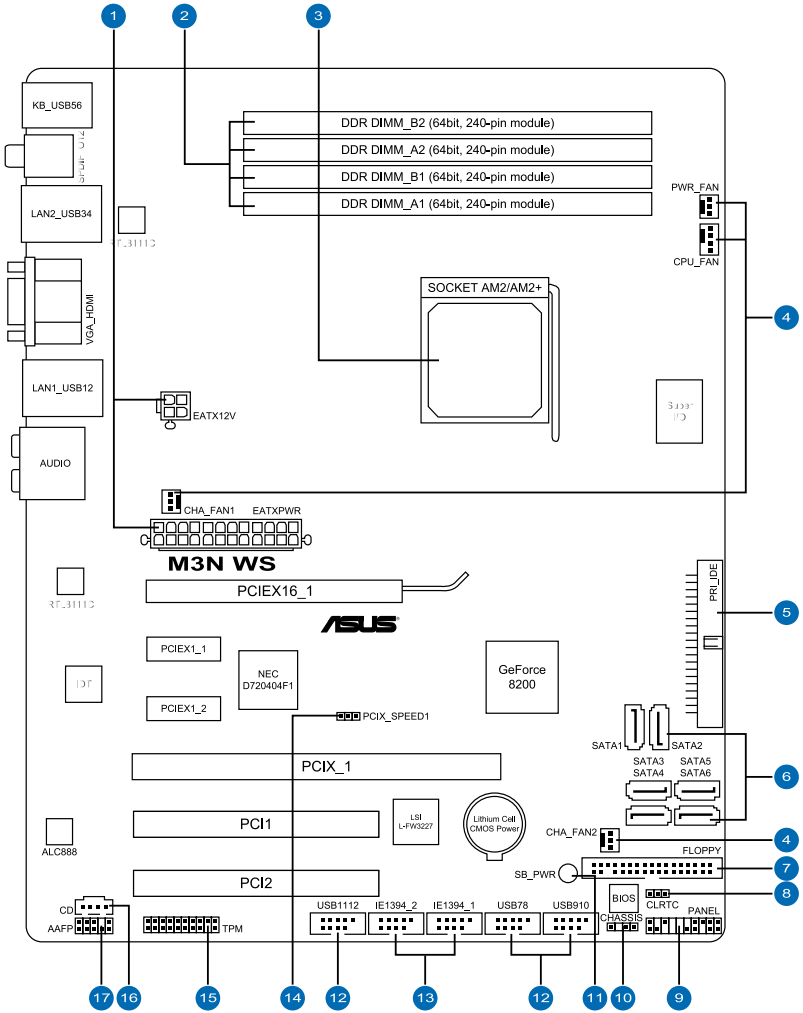 1
2
3
KB_USB56
DDR DIMM_B2 (64bit, 240-pin module)
DDR DIMM_A2 (64bit, 240-pin module)
DDR DIMM_B1 (64bit, 240-pin module)
DDR DIMM_A1 (64bit, 240-pin module)
PWR_FAN
LAN2_USB34
CPU_FAN
SOCKET AM2/AM2+
4
VGA_HDMI
LAN1_USB12
EATX12V
Super
I/O
AUDIO
CHA_FAN1
EATXPWR
M3N WS
PCIEX16_1
PRI_IDE
5
ASUS
PCIEX1_1
NEC
D720404F1
GeForce
8200
PCIEX1_2
PCIX_SPEED1
SATA1
SATA2
PCIX_1
SATA3
SATA4
SATA5
SATA6
6
PCI1
LSI
L-FW3227
Lithium Cell
CMOS Power
CHA_FAN2
4
ALC888
FLOPPY
7
PCI2
SB_PWR
BIOS
CLRTC
8
CD
USB1112
IE1394_2
IE1394_1
USB78
USB910
CHASSIS
PANEL
AAFP
TPM
17
16
15
14
12
13
12
11
10
9